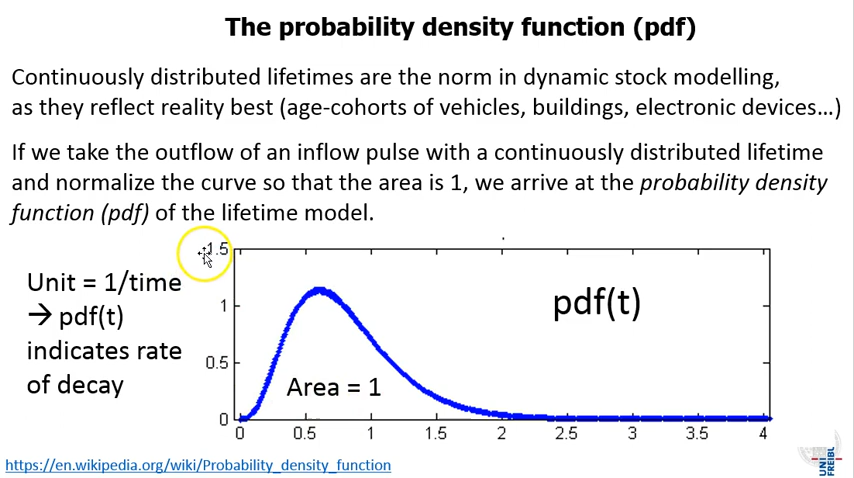 The probability density function (pdf)
Continuously distributed lifetimes are the norm in dynamic stock modelling,
as they reflect reality best (age-cohorts of vehicles, buildings, electronic devices…)
If we take the outflow of an inflow pulse with a continuously distributed lifetime
and normalize the curve so that the area is 1, we arrive at the probability density
function (pdf) of the lifetime model.
Unit = 1/time
→ pdf(t)
indicates rate
of decay
1.5
1
0.5
0
pdf(t)
Area = 1
0 0.5 1 1.5 2 2.5 3 3.5 4
https://en.wikipedia.org/wiki/Probability_density_function
UNI
FREIBU